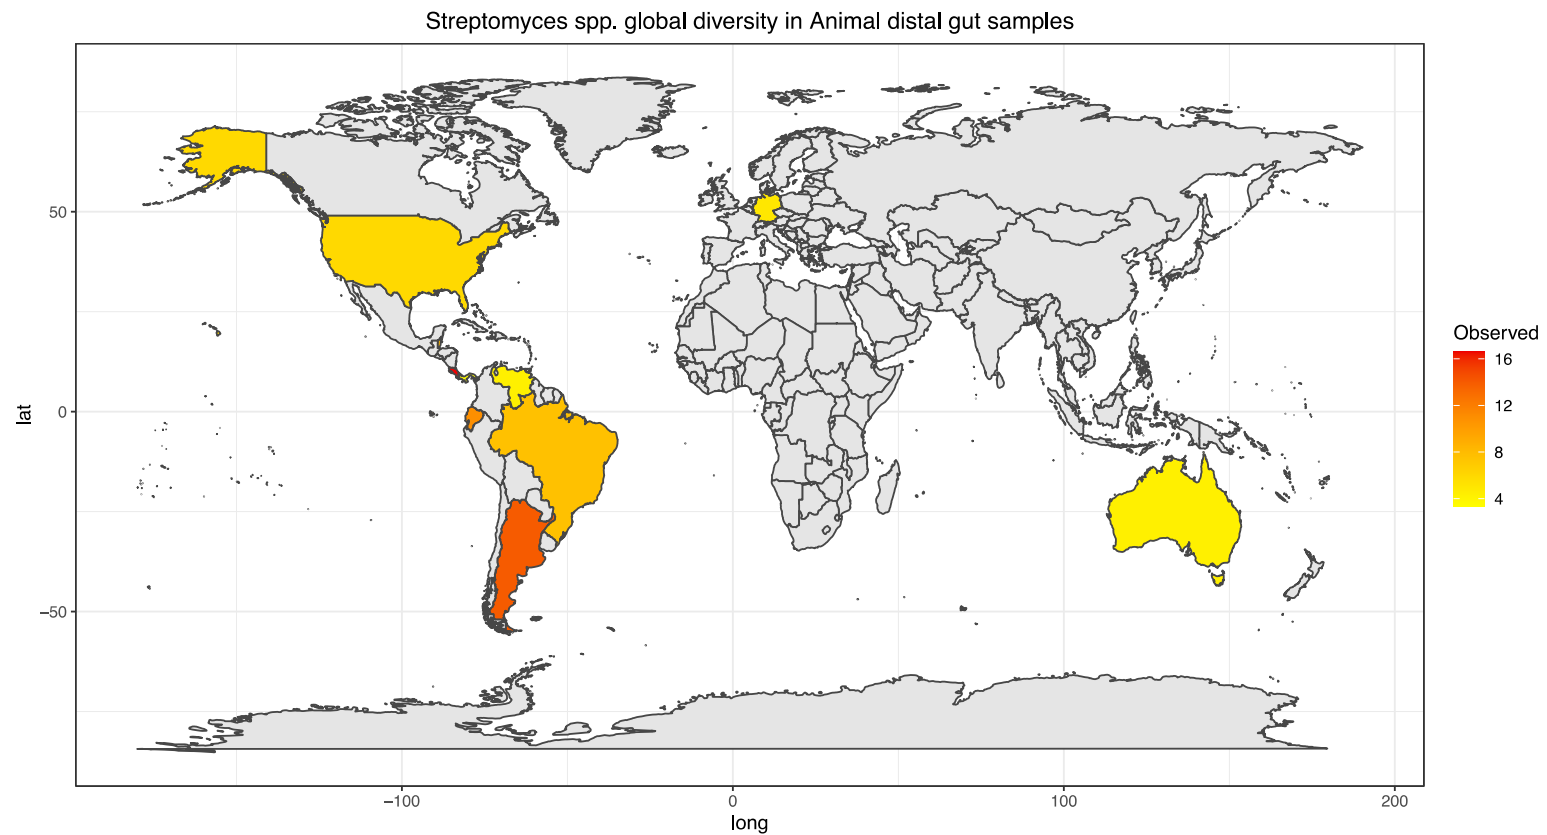 Streptomyces spp. global diversity in Animal distal gut samples
50
0
−50
lat
−100
0
100
200
long
Observed
16
12
8
4